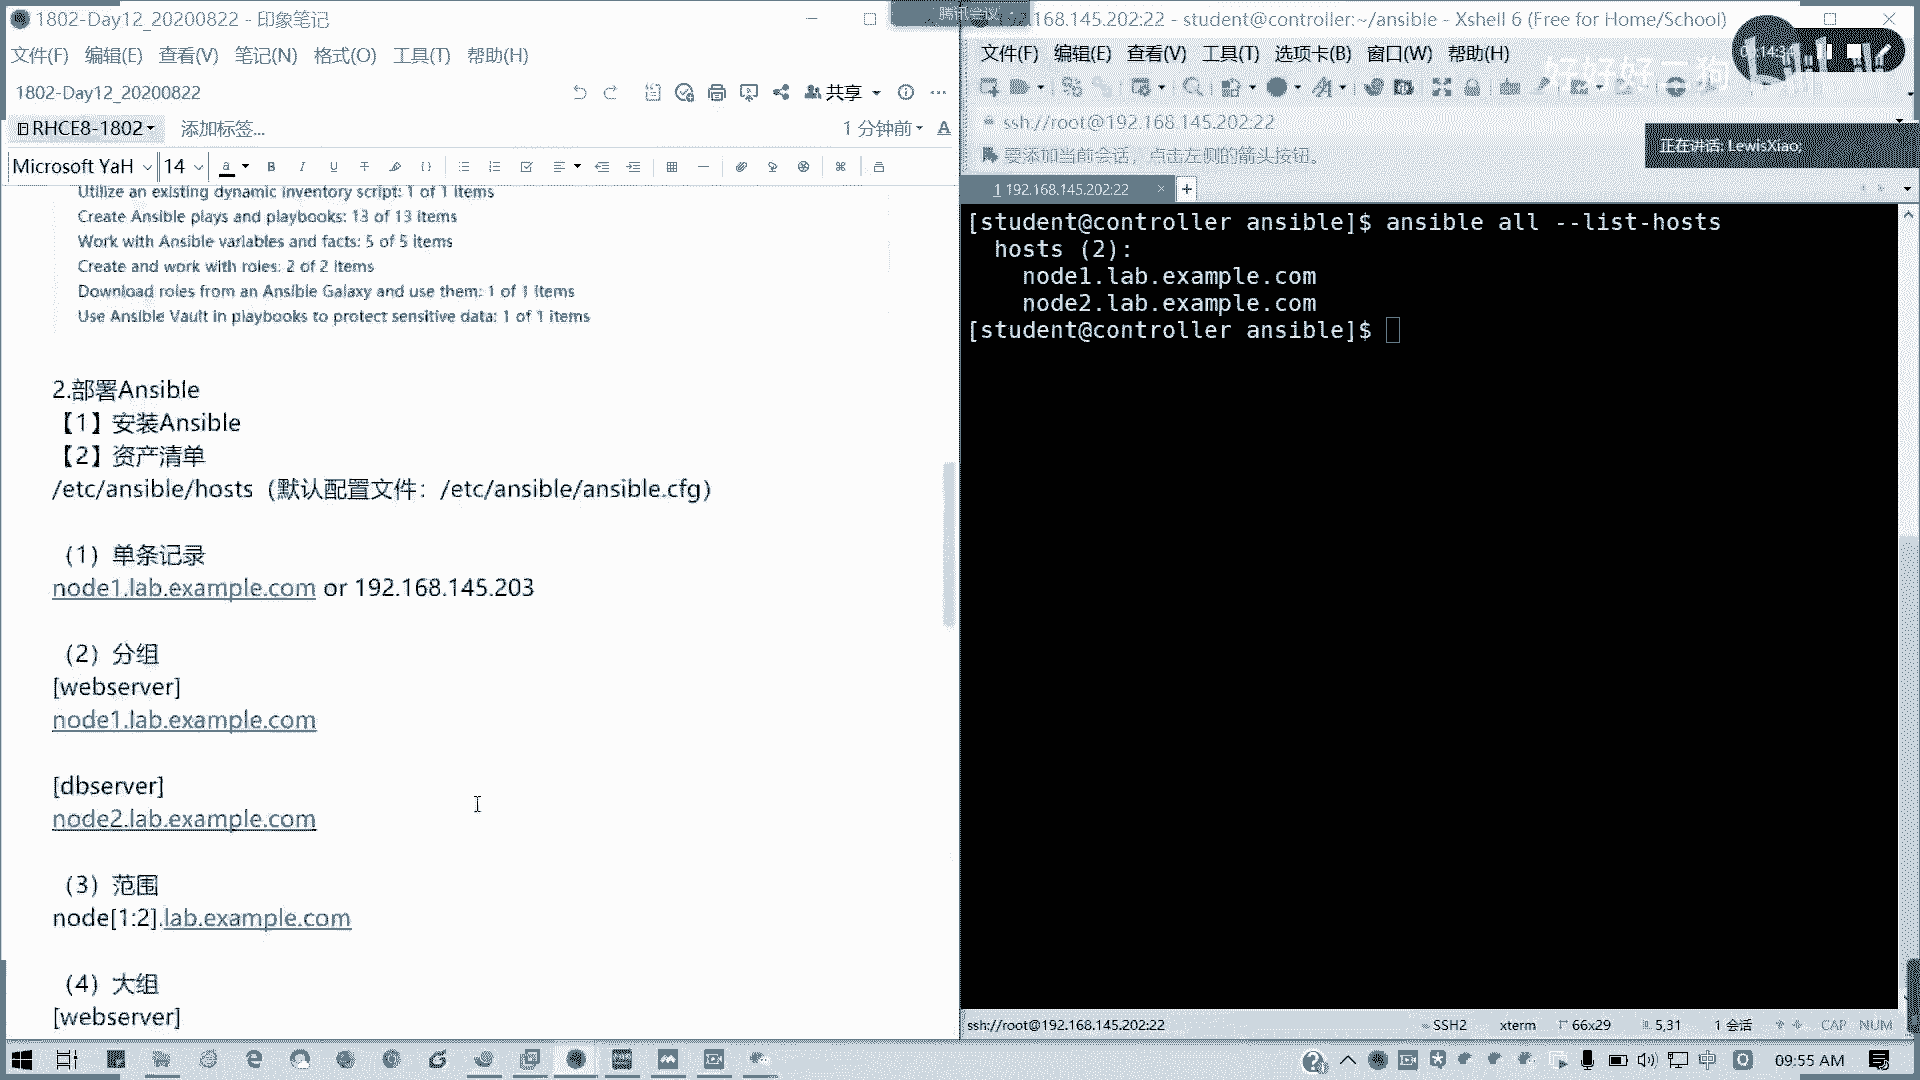 1802-Day12_20200822 - 印象笔记
文件(F) 编辑(E) 查看(V) 笔记(N) 格式(O) 工具(T) 帮助(H)
1802-Day12_20200822
共享
RHCE8-1802
添加标签...
1 分钟前
Microsoft YaH 14
Utilize an existing dynamic inventory script: 1 of 1 items
Create Ansible plays and playbooks: 13 of 13 items
Work with Ansible variables and facts: 5 of 5 items
Create and work with roles: 2 of 2 items
Download roles from an Ansible Galaxy and use them: 1 of 1 items
Use Ansible Vault in playbooks to protect sensitive data: 1 of 1 items
2.部署Ansible
【1】安装Ansible
【2】资产清单
/etc/ansible/hosts（默认配置文件：/etc/ansible/ansible.cfg）
（1）单条记录
node1.lab.example.com or 192.168.145.203
（2）分组
[webserver]
node1.lab.example.com
[dbserver]
node2.lab.example.com
（3）范围
node[1:2].lab.example.com
（4）大组
[webserver]
腾讯会议
168.145.202:22 - student@controller:~/ansible - Xshell 6 (Free for Home/School)
文件(F) 编辑(E) 查看(V) 工具(T) 选项卡(B) 窗口(W) 帮助(H)
好好好二狗
ssh://root@192.168.145.202:22
要添加当前会话，点击左侧的箭头按钮。
正在讲话: LewisXiao;
1 192.168.145.202:22
[student@controller ansible]$ ansible all --list-hosts
hosts (2):
node1.lab.example.com
node2.lab.example.com
[student@controller ansible]$
ssh://root@192.168.145.202:22 SSH2 xterm 66x29 5,31 1 会话 CAP NUM
中 09:55 AM